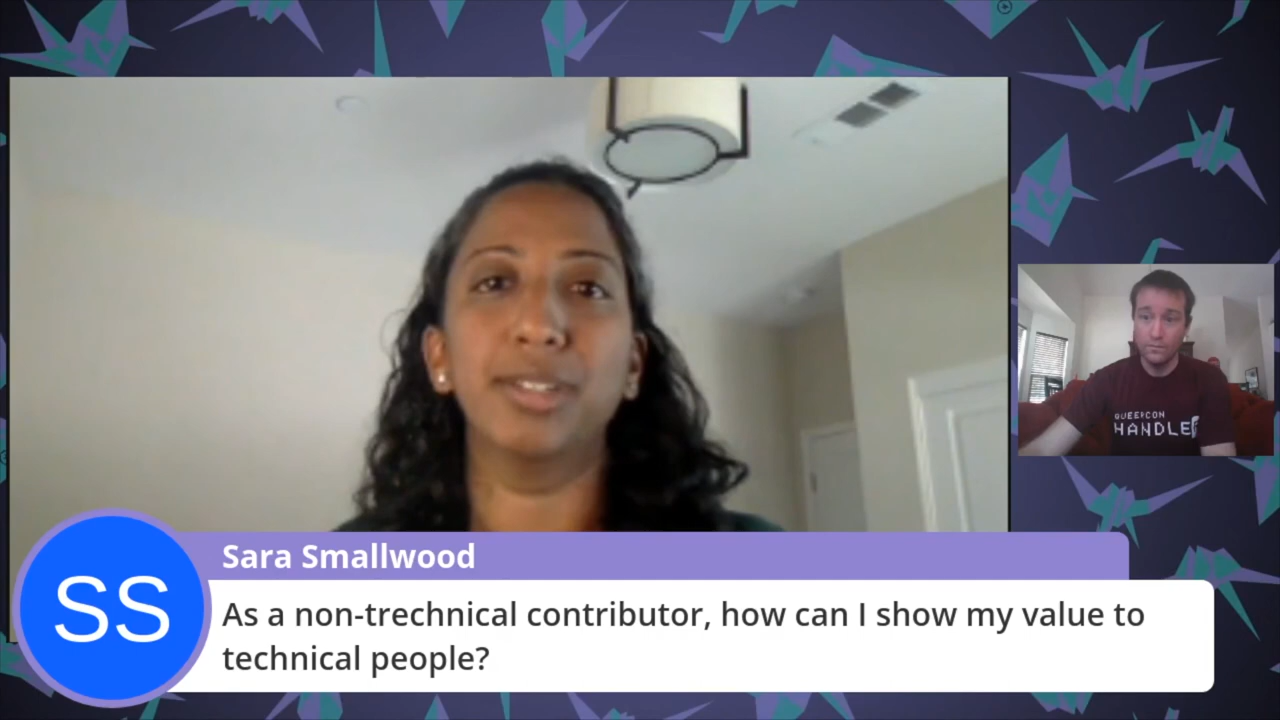 QUEERCON
HANDLE
Sara Smallwood
SS
As a non-trechnical contributor, how can I show my value to
technical people?